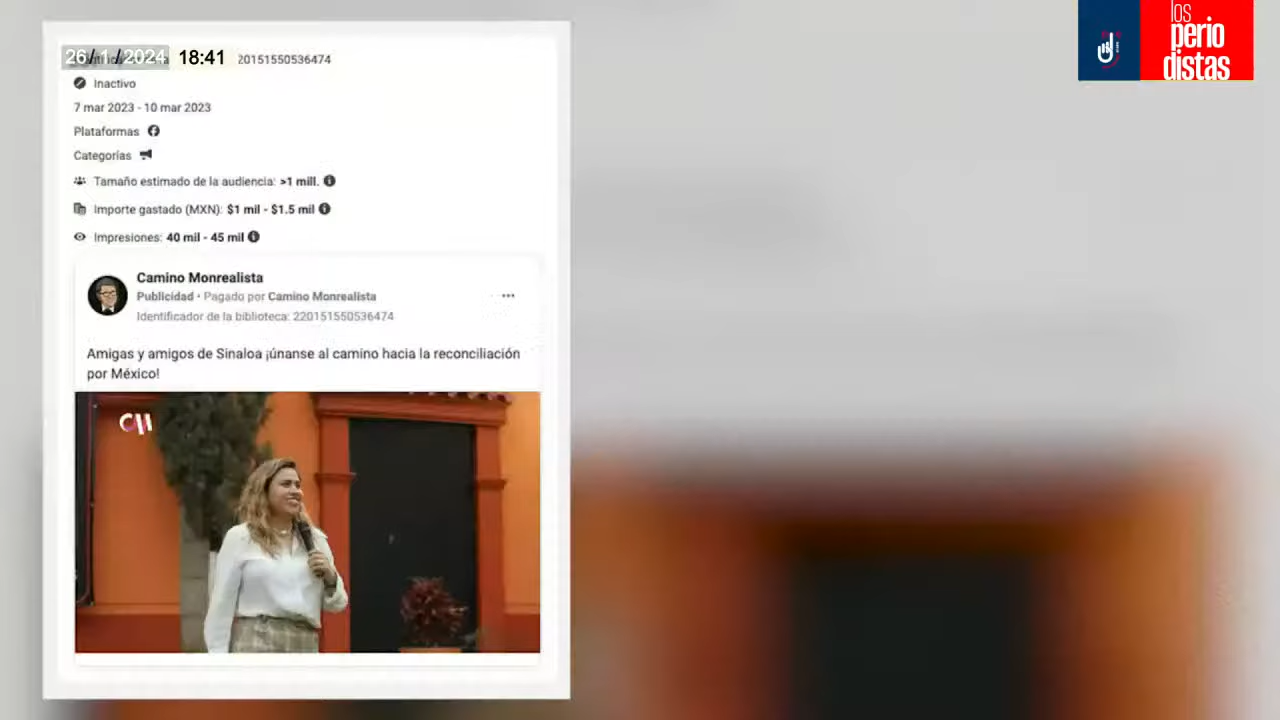 26/1/2024 18:41 20151550536474
Inactivo
7 mar 2023 - 10 mar 2023
Plataformas
Categorías
Tamaño estimado de la audiencia: >1 mill.
Importe gastado (MXN): $1 mil - $1.5 mil
Impresiones: 40 mil - 45 mil
Camino Monrealista
Publicidad • Pagado por Camino Monrealista
Identificador de la biblioteca: 220151550536474
Amigas y amigos de Sinaloa ¡únanse al camino hacia la reconciliación
por México!
CM
los
perio
distas